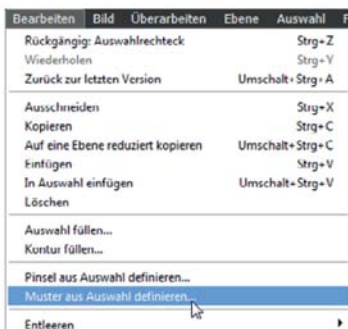 Bearbeiten Bild Überarbeiten Ebene Auswahl F
Rückgängig: Auswahlrechteck Strg+Z
Wiederholen Strg+Y
Zurück zur letzten Version Umschalt+Strg+A
Ausschneiden Strg+X
Kopieren Strg+C
Auf eine Ebene reduziert kopieren Umschalt+Strg+C
Einfügen Strg+V
In Auswahl einfügen Umschalt+Strg+V
Löschen
Auswahl füllen...
Kontur füllen...
Pinsel aus Auswahl definieren...
Muster aus Auswahl definieren...
Entleeren